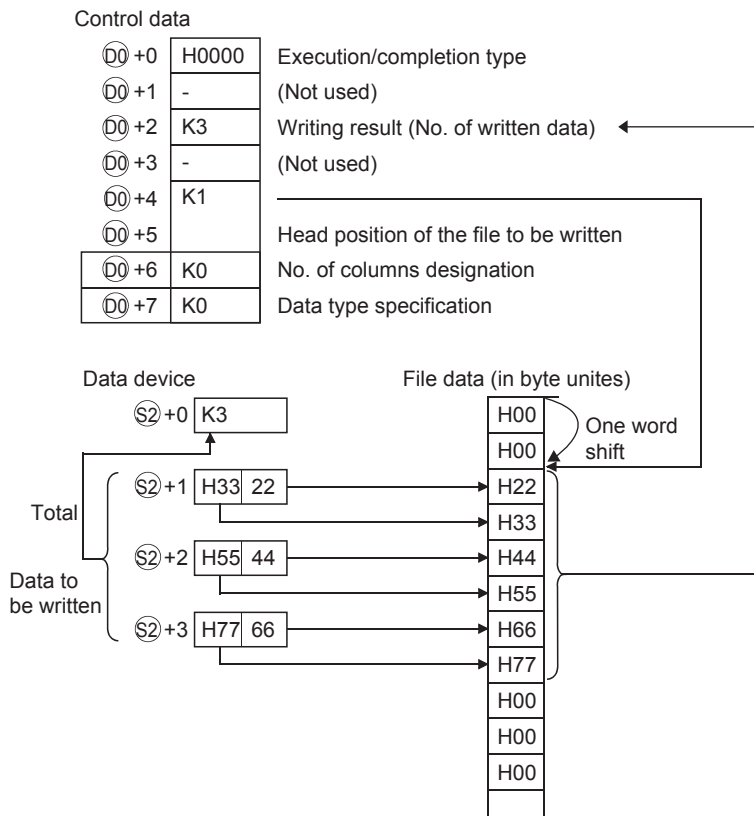 Control data
D0 +0 H0000 Execution/completion type
D0 +1 - (Not used)
D0 +2 K3 Writing result (No. of written data)
D0 +3 - (Not used)
D0 +4 K1
D0 +5 Head position of the file to be written
D0 +6 K0 No. of columns designation
D0 +7 K0 Data type specification
Data device File data (in byte unites)
S2 +0 K3 H00
One word
H00 shift
S2 +1 H33 22 H22
Total H33
S2 +2 H55 44 H44
Data to
be written H55
S2 +3 H77 66 H66
H77
H00
H00
H00